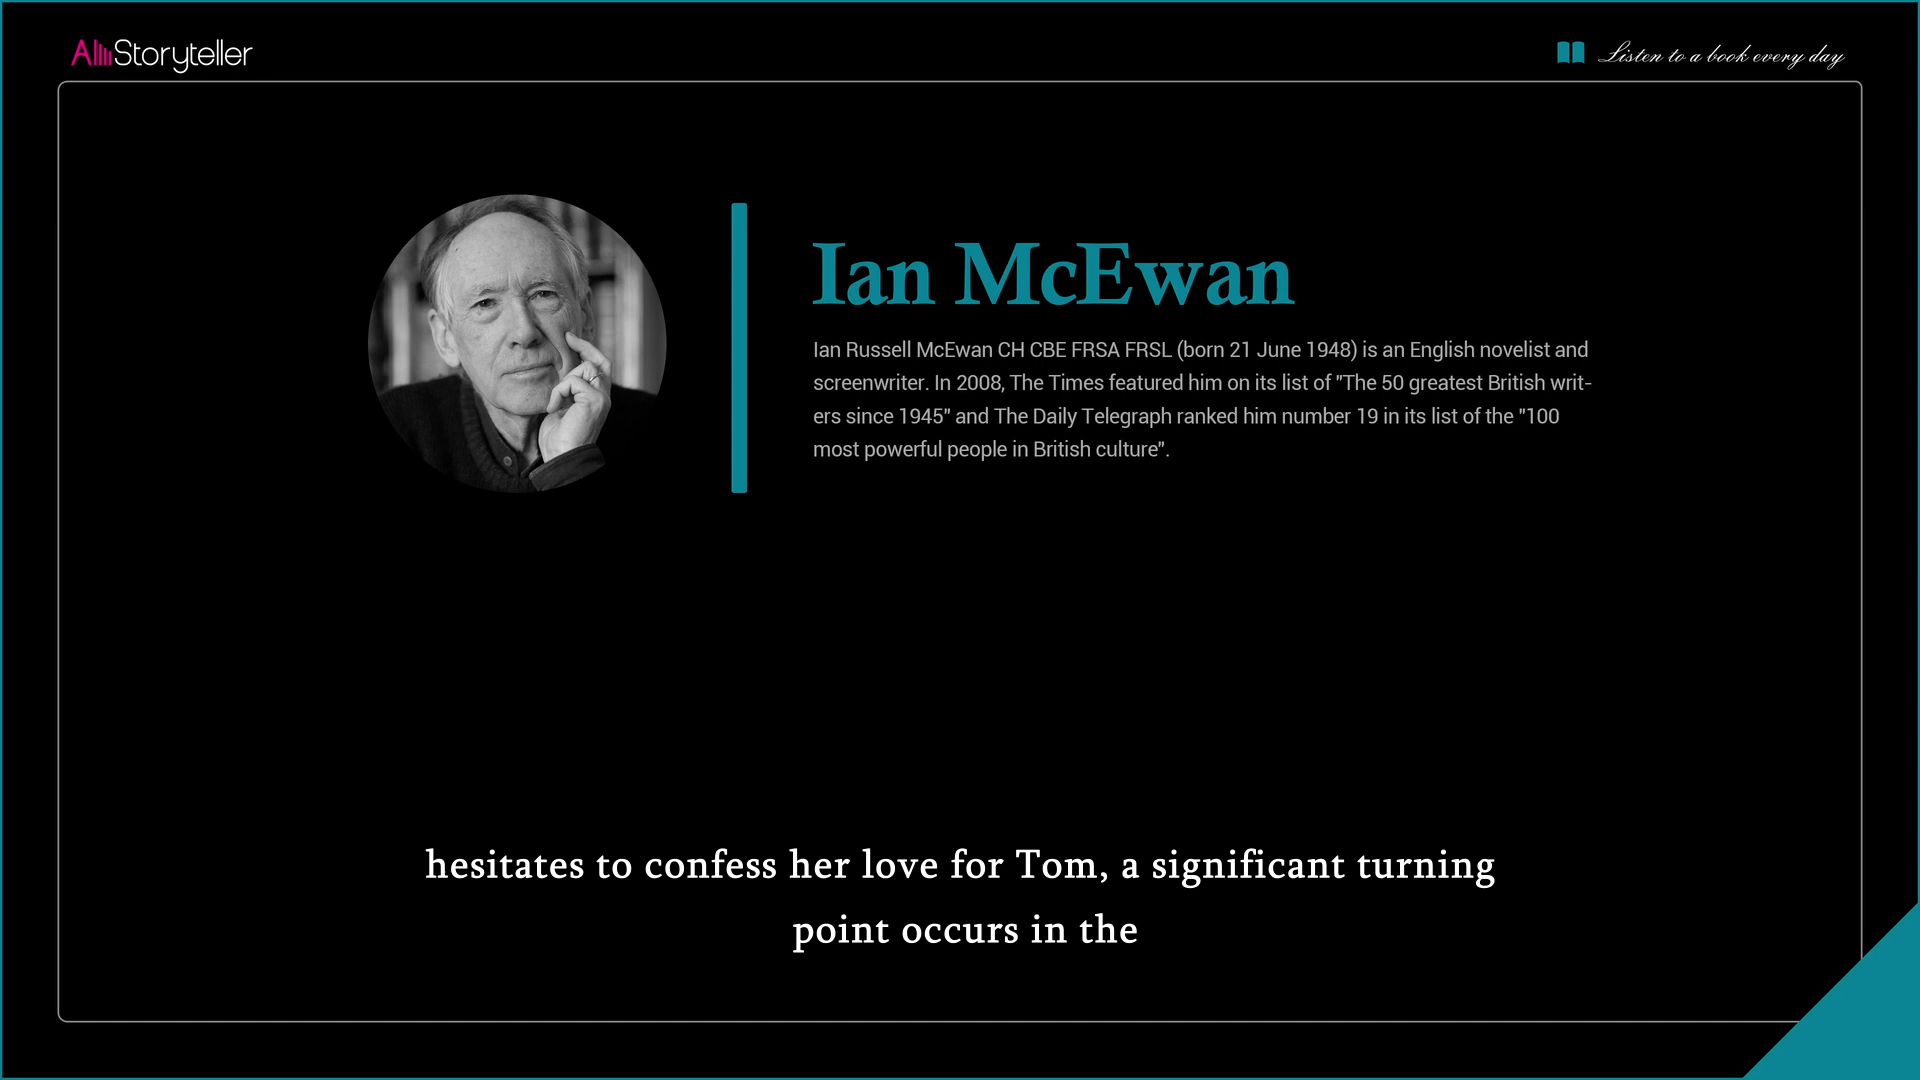 AllStoryteller
Listen to a book every day
Ian McEwan
Ian Russell McEwan CH CBE FRSA FRSL (born 21 June 1948) is an English novelist and
screenwriter. In 2008, The Times featured him on its list of "The 50 greatest British writ-
ers since 1945" and The Daily Telegraph ranked him number 19 in its list of the "100
most powerful people in British culture".
hesitates to confess her love for Tom, a significant turning
point occurs in the